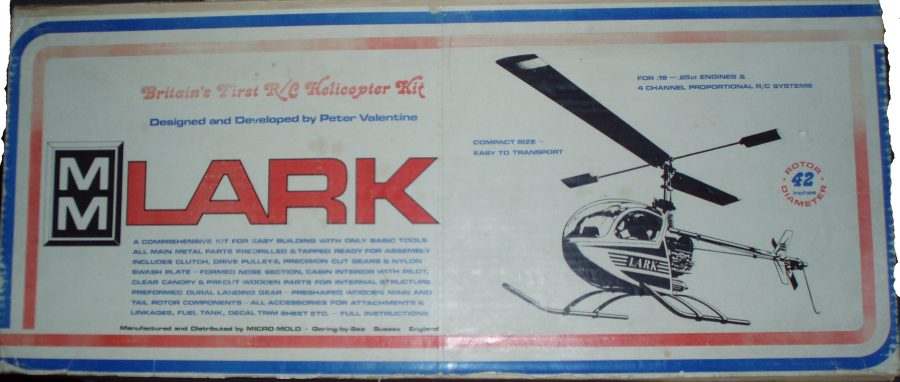 Britain's First R/C Helicopter Kit
Designed and Developed by Peter Valentine
MM
LARK
A COMPREHENSIVE KIT FOR EASY BUILDING WITH ONLY BASIC TOOLS
ALL MAIN METAL PARTS PREDRILLED & TAPPED READY FOR ASSEMBLY
INCLUDES CLUTCH, DRIVE PULLEYS, PRECISION CUT GEARS & NYLON
SWASH PLATE - FORMED NOSE SECTION, CABIN INTERIOR WITH PILOT,
CLEAR CANOPY & PRECUT WOODEN PARTS FOR INTERNAL STRUCTURE
PREFORMED DURAL LANDING GEAR - PRESHAPED WOODEN MAIN AND
TAIL ROTOR COMPONENTS - ALL ACCESSORIES FOR ATTACHMENTS &
LINKAGES, FUEL TANK, DECAL TRIM SHEET ETC. - FULL INSTRUCTIONS
Manufactured and Distributed by MICRO-MOLD - Goring-by-Sea Sussex England
FOR .19 - .25ci ENGINES &
4 CHANNEL PROPORTIONAL R/C SYSTEMS
COMPACT SIZE -
EASY TO TRANSPORT
ROTOR
42
inches
DIAMETER
LARK